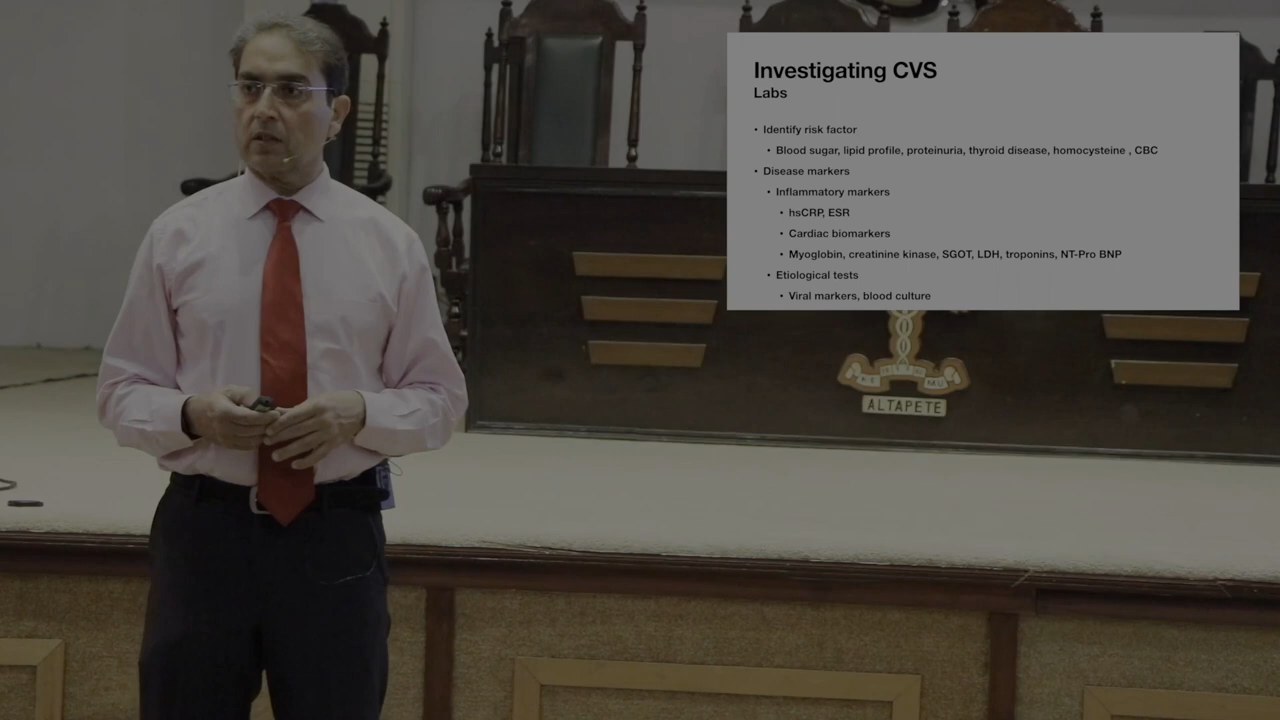 Investigating CVS
Labs
• Identify risk factor
• Blood sugar, lipid profile, proteinuria, thyroid disease, homocysteine , CBC
• Disease markers
• Inflammatory markers
• hsCRP, ESR
• Cardiac biomarkers
• Myoglobin, creatinine kinase, SGOT, LDH, troponins, NT-Pro BNP
• Etiological tests
• Viral markers, blood culture
ALTAPETE